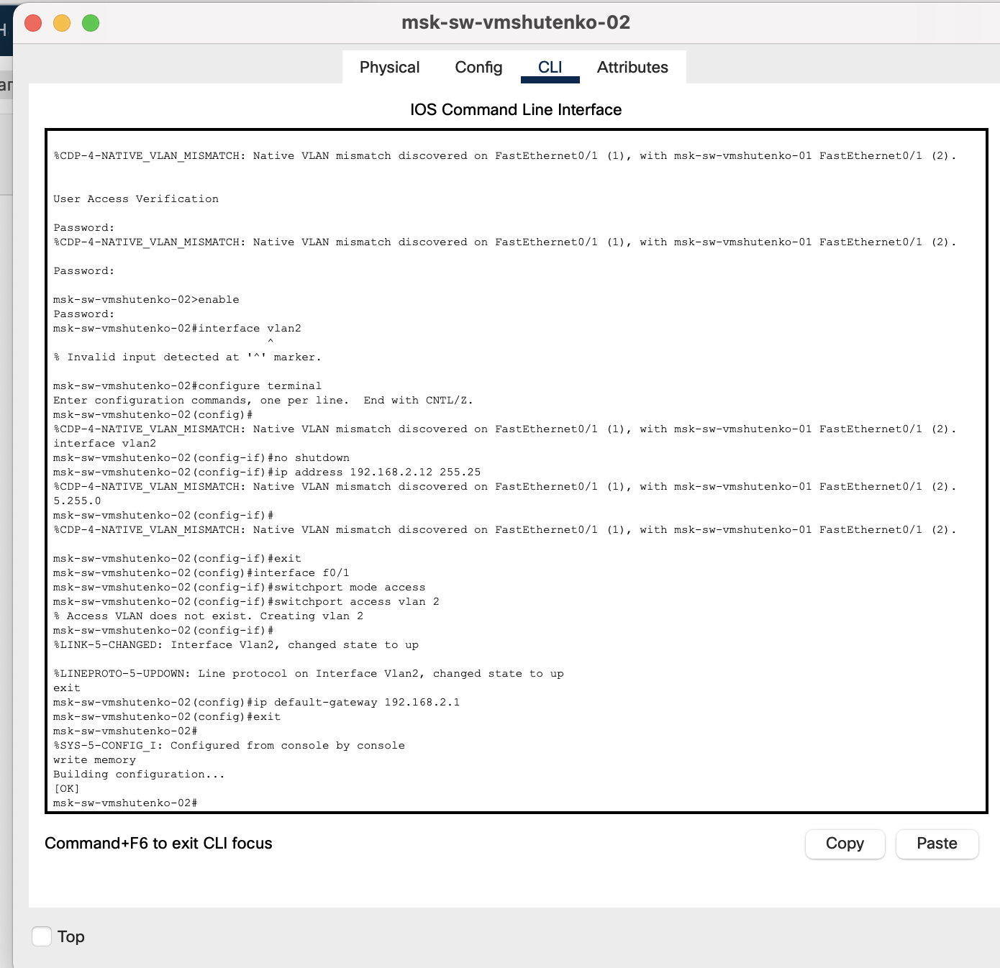 msk-sw-vmshutenko-02
Physical Config CLI Attributes
IOS Command Line Interface
%CDP-4-NATIVE_VLAN_MISMATCH: Native VLAN mismatch discovered on FastEthernet0/1 (1), with msk-sw-vmshutenko-01 FastEthernet0/1 (2).
User Access Verification
Password:
%CDP-4-NATIVE_VLAN_MISMATCH: Native VLAN mismatch discovered on FastEthernet0/1 (1), with msk-sw-vmshutenko-01 FastEthernet0/1 (2).
Password:
msk-sw-vmshutenko-02>enable
Password:
msk-sw-vmshutenko-02#interface vlan2
^
% Invalid input detected at '^' marker.
msk-sw-vmshutenko-02#configure terminal
Enter configuration commands, one per line.  End with CNTL/Z.
msk-sw-vmshutenko-02(config)#
%CDP-4-NATIVE_VLAN_MISMATCH: Native VLAN mismatch discovered on FastEthernet0/1 (1), with msk-sw-vmshutenko-01 FastEthernet0/1 (2).
interface vlan2
msk-sw-vmshutenko-02(config-if)#no shutdown
msk-sw-vmshutenko-02(config-if)#ip address 192.168.2.12 255.25
%CDP-4-NATIVE_VLAN_MISMATCH: Native VLAN mismatch discovered on FastEthernet0/1 (1), with msk-sw-vmshutenko-01 FastEthernet0/1 (2).
5.255.0
msk-sw-vmshutenko-02(config-if)#
%CDP-4-NATIVE_VLAN_MISMATCH: Native VLAN mismatch discovered on FastEthernet0/1 (1), with msk-sw-vmshutenko-01 FastEthernet0/1 (2).
msk-sw-vmshutenko-02(config-if)#exit
msk-sw-vmshutenko-02(config)#interface f0/1
msk-sw-vmshutenko-02(config-if)#switchport mode access
msk-sw-vmshutenko-02(config-if)#switchport access vlan 2
% Access VLAN does not exist. Creating vlan 2
msk-sw-vmshutenko-02(config-if)#
%LINK-5-CHANGED: Interface Vlan2, changed state to up
%LINEPROTO-5-UPDOWN: Line protocol on Interface Vlan2, changed state to up
exit
msk-sw-vmshutenko-02(config)#ip default-gateway 192.168.2.1
msk-sw-vmshutenko-02(config)#exit
msk-sw-vmshutenko-02#
%SYS-5-CONFIG_I: Configured from console by console
write memory
Building configuration...
[OK]
msk-sw-vmshutenko-02#
Command+F6 to exit CLI focus
Copy Paste
Top